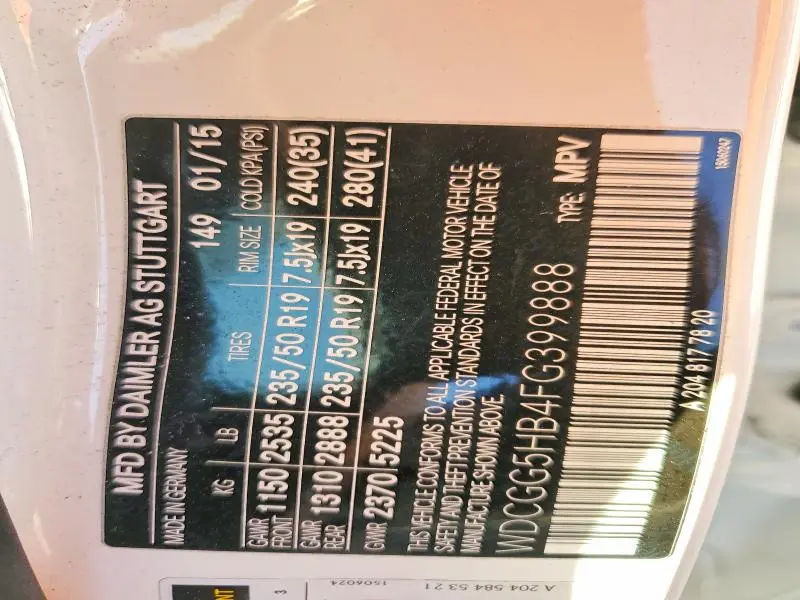 MFD BY DAIMLER AG STUTTGART
MADE IN GERMANY 149 01/15
KG LB TIRES RIM SIZE COLD KPA(PSI)
GAWR FRONT 1150 2535 235/50 R19 7.5Jx19 240(35)
GAWR REAR 1310 2888 235/50 R19 7.5Jx19 280(41)
GVWR 2370 5225
THIS VEHICLE CONFORMS TO ALL APPLICABLE FEDERAL MOTOR VEHICLE
SAFETY AND THEFT PREVENTION STANDARDS IN EFFECT ON THE DATE OF
MANUFACTURE SHOWN ABOVE.
WDCGG5HB4FG399888 TYPE: MPV
A 204 817 78 20
15060247
A 204 584 53 21
1506024
NT
3